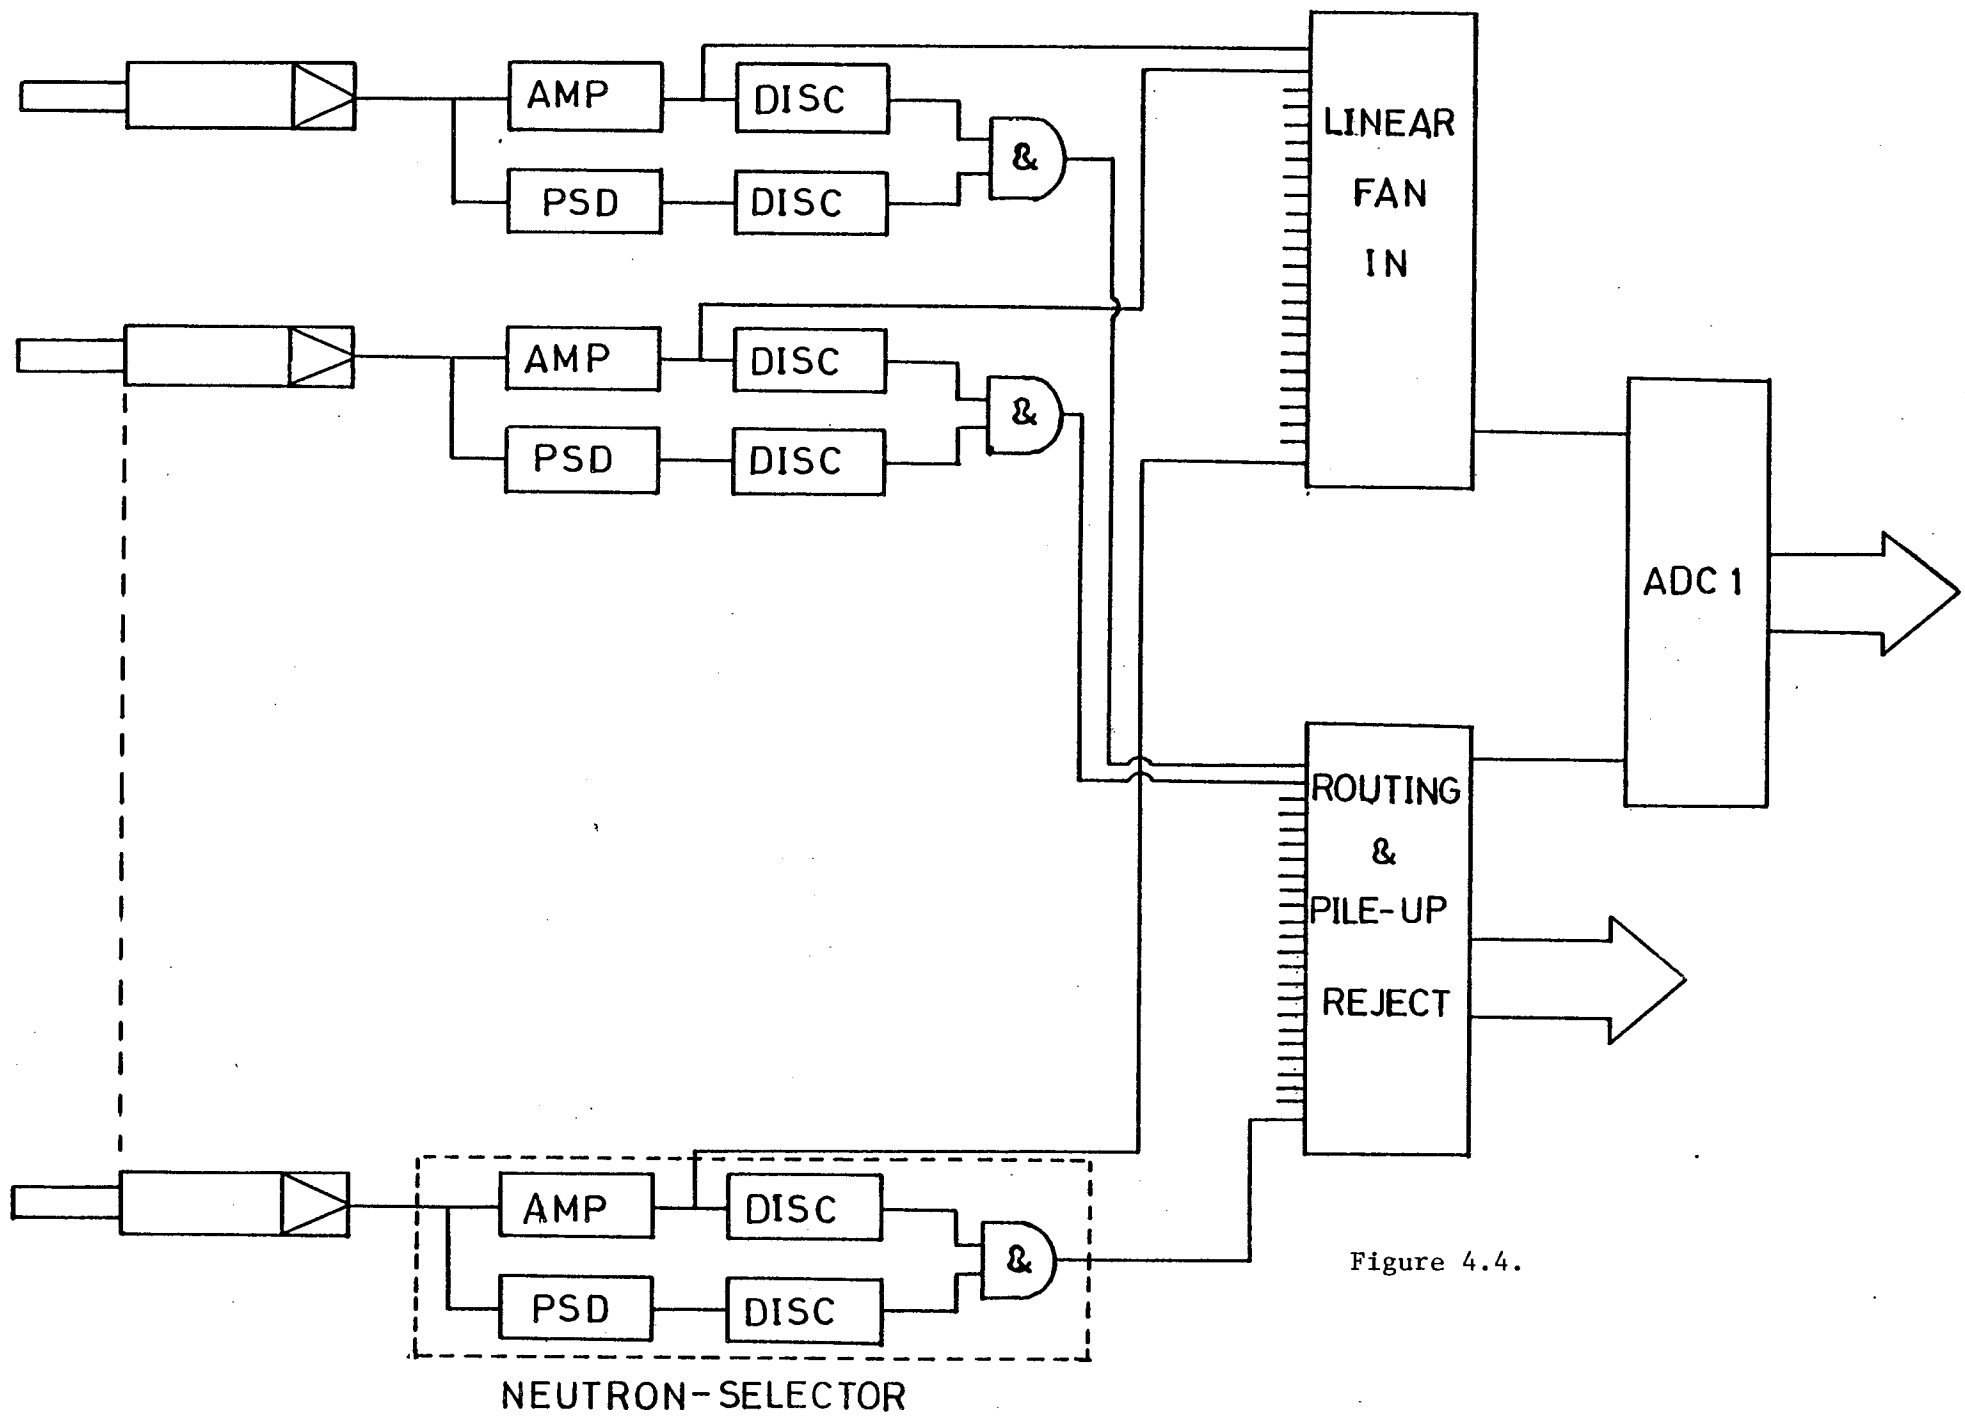 AMP
DISC
&
PSD
DISC
LINEAR
FAN
IN
AMP
DISC
&
PSD
DISC
ADC 1
ROUTING
&
PILE-UP
REJECT
AMP
DISC
&
PSD
DISC
NEUTRON-SELECTOR
Figure 4.4.